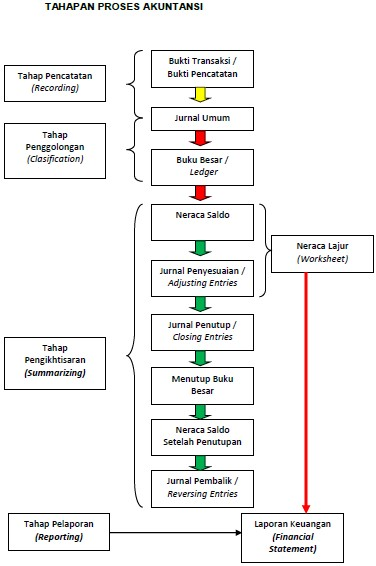 TAHAPAN PROSES AKUNTANSI
Tahap Pencatatan
(Recording)
Bukti Transaksi /
Bukti Pencatatan
Jurnal Umum
Tahap
Penggolongan
(Clasification)
Buku Besar /
Ledger
Neraca Saldo
Neraca Lajur
(Worksheet)
Jurnal Penyesuaian /
Adjusting Entries
Jurnal Penutup /
Closing Entries
Tahap
Pengikhtisaran
(Summarizing)
Menutup Buku
Besar
Neraca Saldo
Setelah Penutupan
Jurnal Pembalik /
Reversing Entries
Tahap Pelaporan
(Reporting)
Laporan Keuangan
(Financial
Statement)